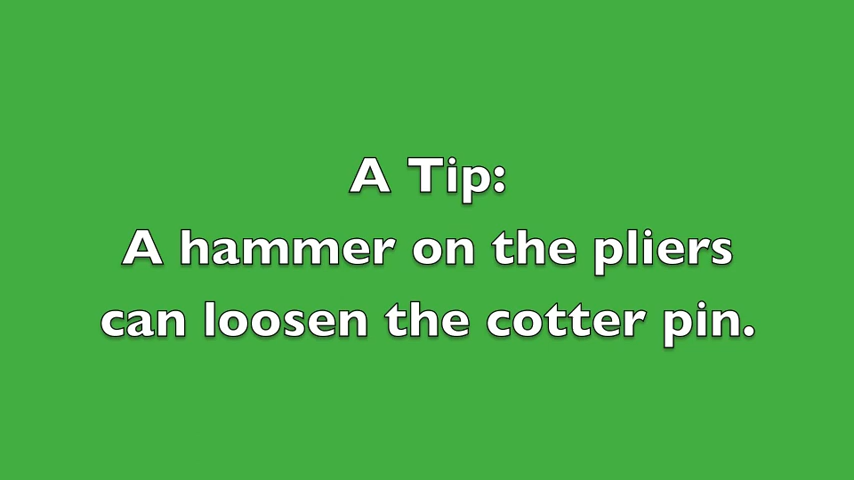 A Tip:
A hammer on the pliers
can loosen the cotter pin.